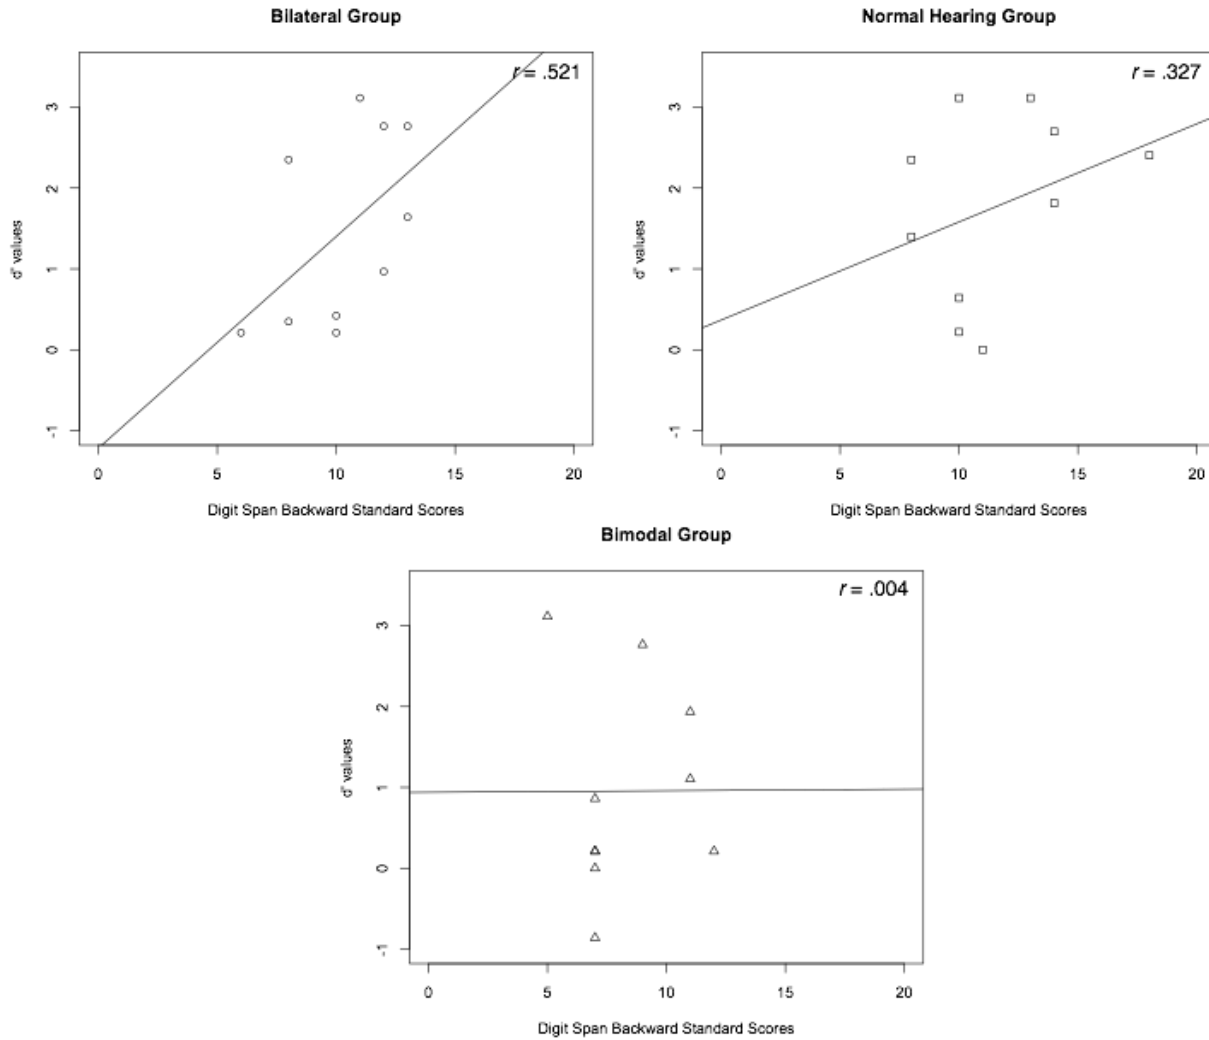 Bilateral Group
r = .521
d' values
3
2
1
0
-1
0 5 10 15 20
Digit Span Backward Standard Scores
Normal Hearing Group
r = .327
d' values
3
2
1
0
-1
0 5 10 15 20
Digit Span Backward Standard Scores
Bimodal Group
r = .004
d' values
3
2
1
0
-1
0 5 10 15 20
Digit Span Backward Standard Scores